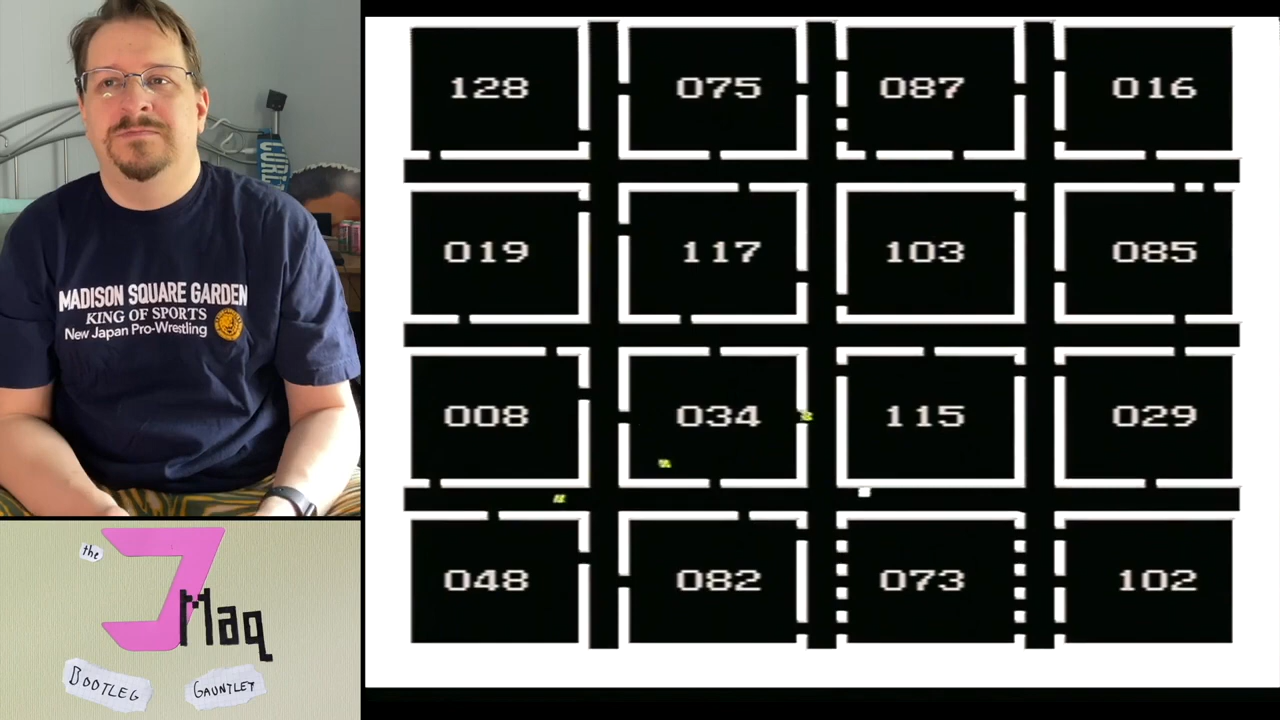 128 075 087 016
019 117 103 085
008 034 115 029
048 082 073 102
MADISON SQUARE GARDEN
KING OF SPORTS
New Japan Pro-Wrestling
the
J
Maq
BOOTLEG
GAUNTLET